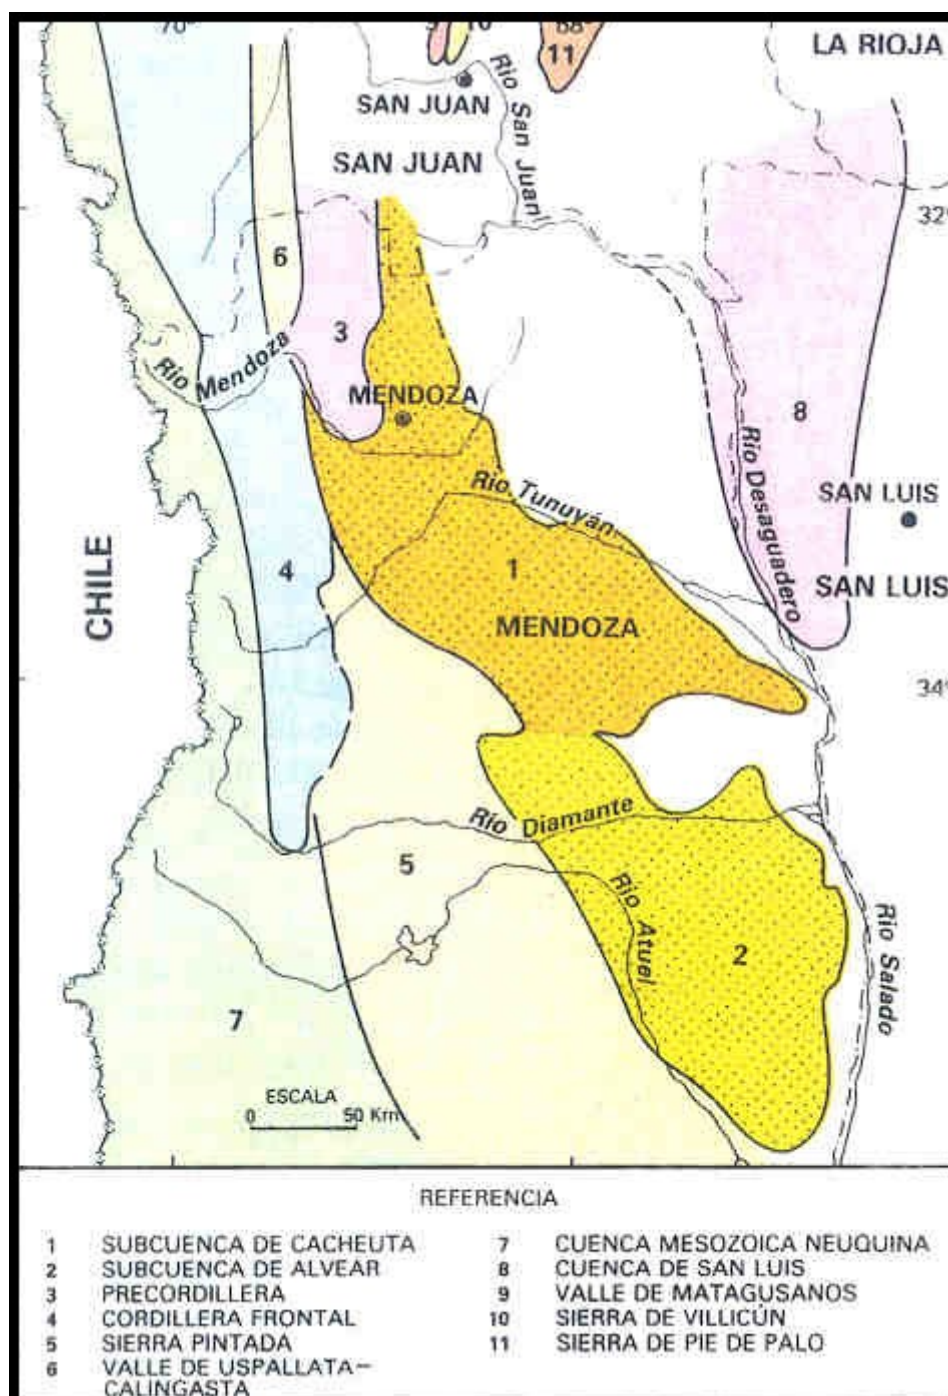 70°
10
68°
11
LA RIOJA
SAN JUAN
Río San Juan
SAN JUAN
32°
6
3
Río Mendoza
MENDOZA
8
Río Desaguadero
Río Tunuyán
SAN LUIS
CHILE
4
1
SAN LUIS
MENDOZA
34°
Río Diamante
5
Río Atuel
2
Río Salado
7
ESCALA
0 50 Km
REFERENCIA
1 SUBCUENCA DE CACHEUTA
2 SUBCUENCA DE ALVEAR
3 PRECORDILLERA
4 CORDILLERA FRONTAL
5 SIERRA PINTADA
6 VALLE DE USPALLATA–
CALINGASTA
7 CUENCA MESOZOICA NEUQUINA
8 CUENCA DE SAN LUIS
9 VALLE DE MATAGUSANOS
10 SIERRA DE VILLICÚN
11 SIERRA DE PIE DE PALO